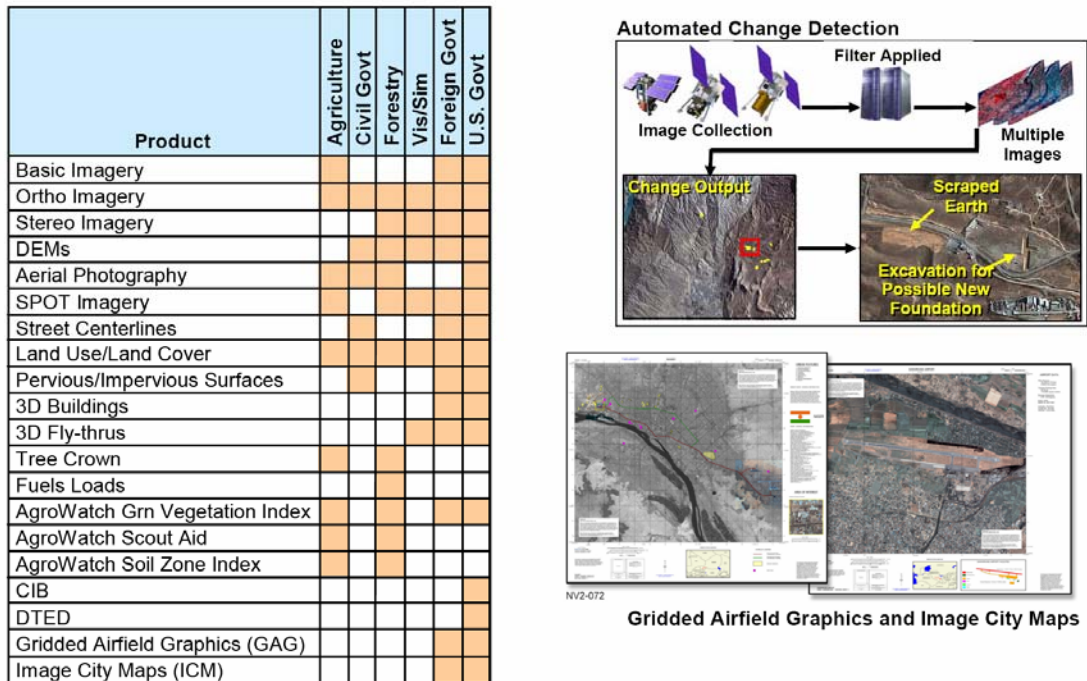 Product
Agriculture
Civil Govt
Forestry
Vis/Sim
Foreign Govt
U.S. Govt
Basic Imagery
Ortho Imagery
Stereo Imagery
DEMs
Aerial Photography
SPOT Imagery
Street Centerlines
Land Use/Land Cover
Pervious/Impervious Surfaces
3D Buildings
3D Fly-thrus
Tree Crown
Fuels Loads
AgroWatch Grn Vegetation Index
AgroWatch Scout Aid
AgroWatch Soil Zone Index
CIB
DTED
Gridded Airfield Graphics (GAG)
Image City Maps (ICM)
Automated Change Detection
Filter Applied
Image Collection
Multiple
Images
Change Output
Scraped
Earth
Excavation for
Possible New
Foundation
NV2-072
Gridded Airfield Graphics and Image City Maps